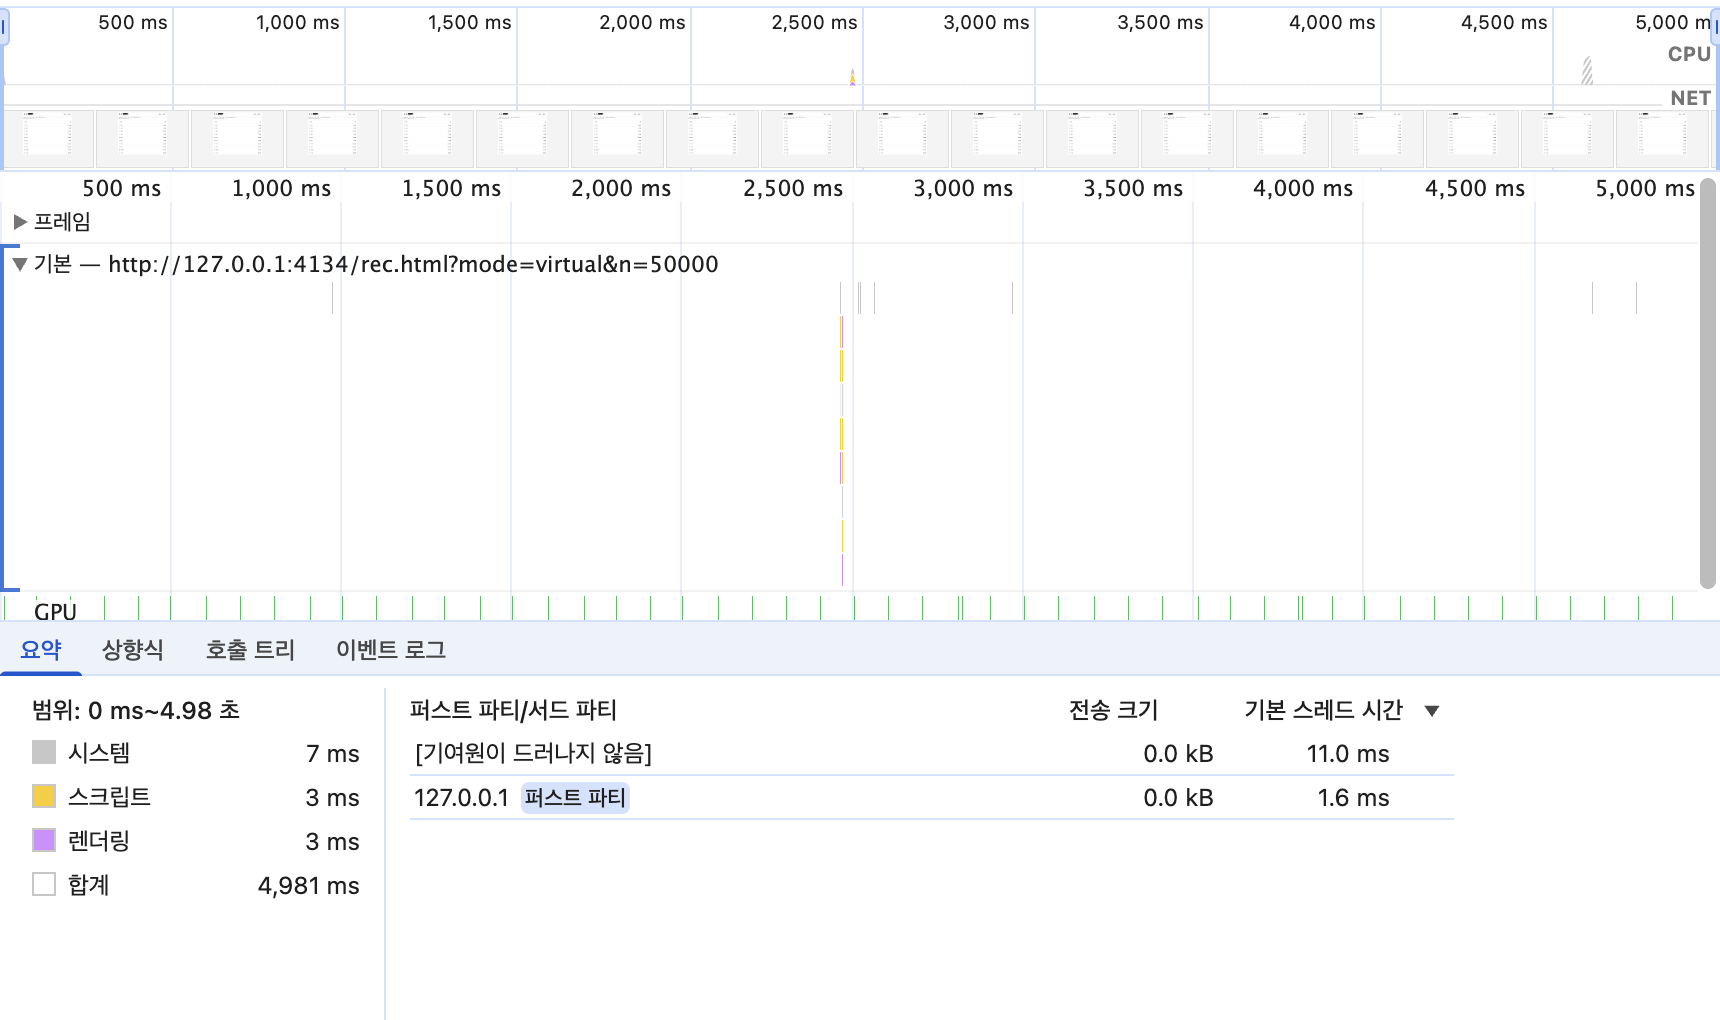 500 ms 1,000 ms 1,500 ms 2,000 ms 2,500 ms 3,000 ms 3,500 ms 4,000 ms 4,500 ms 5,000 m
CPU
NET
500 ms 1,000 ms 1,500 ms 2,000 ms 2,500 ms 3,000 ms 3,500 ms 4,000 ms 4,500 ms 5,000 ms
프레임
기본 — http://127.0.0.1:4134/rec.html?mode=virtual&n=50000
GPU
요약 상향식 호출 트리 이벤트 로그
범위: 0 ms~4.98 초
시스템 7 ms
스크립트 3 ms
렌더링 3 ms
합계 4,981 ms
퍼스트 파티/서드 파티 전송 크기 기본 스레드 시간 ▼
[기여원이 드러나지 않음] 0.0 kB 11.0 ms
127.0.0.1 퍼스트 파티 0.0 kB 1.6 ms